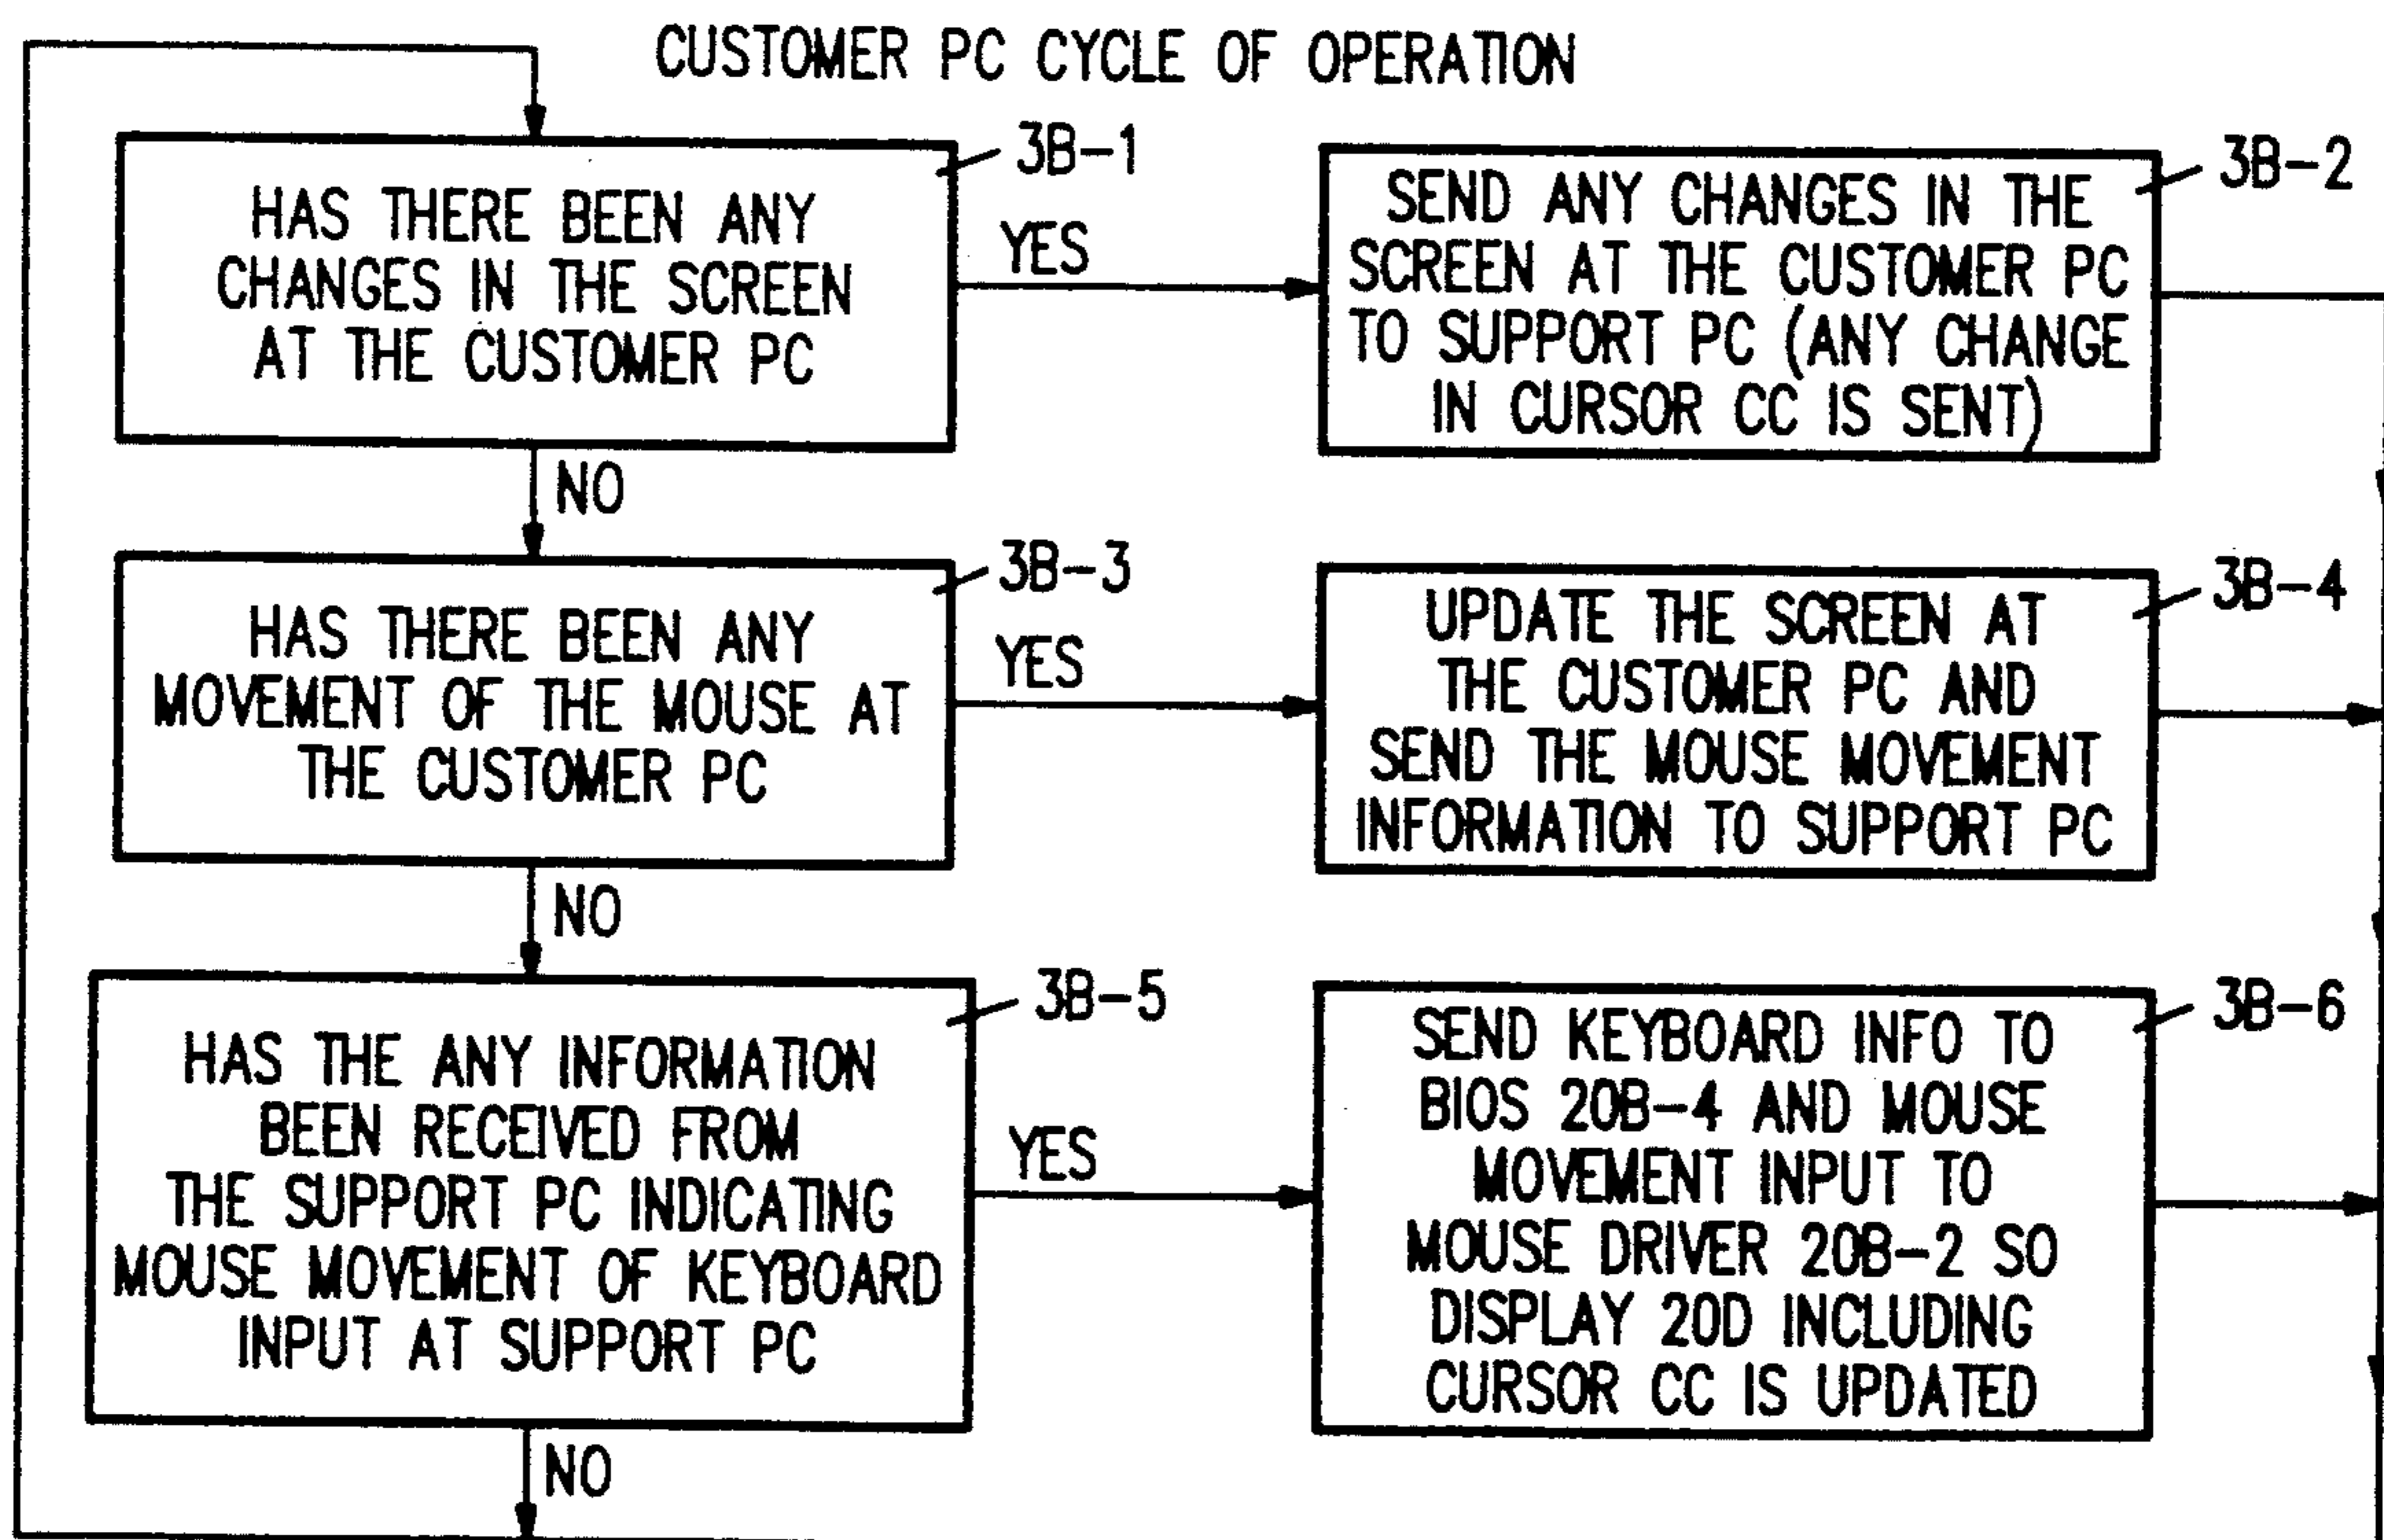 CUSTOMER PC CYCLE OF OPERATION
3B-1
HAS THERE BEEN ANY
CHANGES IN THE SCREEN
AT THE CUSTOMER PC
YES
3B-2
SEND ANY CHANGES IN THE
SCREEN AT THE CUSTOMER PC
TO SUPPORT PC (ANY CHANGE
IN CURSOR CC IS SENT)
NO
3B-3
HAS THERE BEEN ANY
MOVEMENT OF THE MOUSE AT
THE CUSTOMER PC
YES
3B-4
UPDATE THE SCREEN AT
THE CUSTOMER PC AND
SEND THE MOUSE MOVEMENT
INFORMATION TO SUPPORT PC
NO
3B-5
HAS THE ANY INFORMATION
BEEN RECEIVED FROM
THE SUPPORT PC INDICATING
MOUSE MOVEMENT OF KEYBOARD
INPUT AT SUPPORT PC
YES
3B-6
SEND KEYBOARD INFO TO
BIOS 20B-4 AND MOUSE
MOVEMENT INPUT TO
MOUSE DRIVER 20B-2 SO
DISPLAY 20D INCLUDING
CURSOR CC IS UPDATED
NO